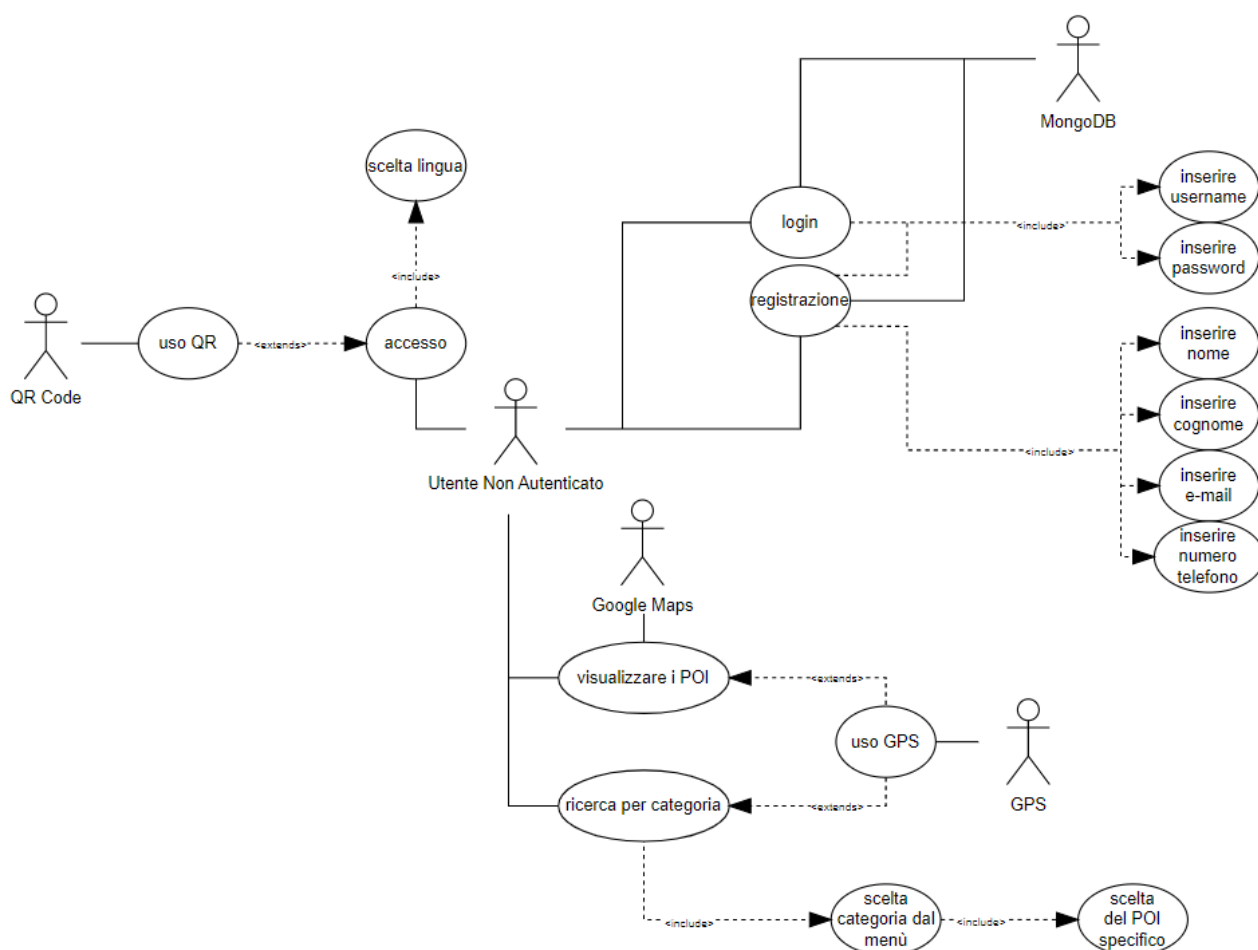 MongoDB
scelta lingua
inserire
username
login
<include>
inserire
password
<include>
registrazione
QR Code
uso QR
<extends>
accesso
inserire
nome
inserire
cognome
<include>
Utente Non Autenticato
inserire
e-mail
inserire
numero
telefono
Google Maps
visualizzare i POI
<extends>
uso GPS
GPS
ricerca per categoria
<extends>
<include>
scelta
categoria dal
menù
<include>
scelta
del POI
specifico